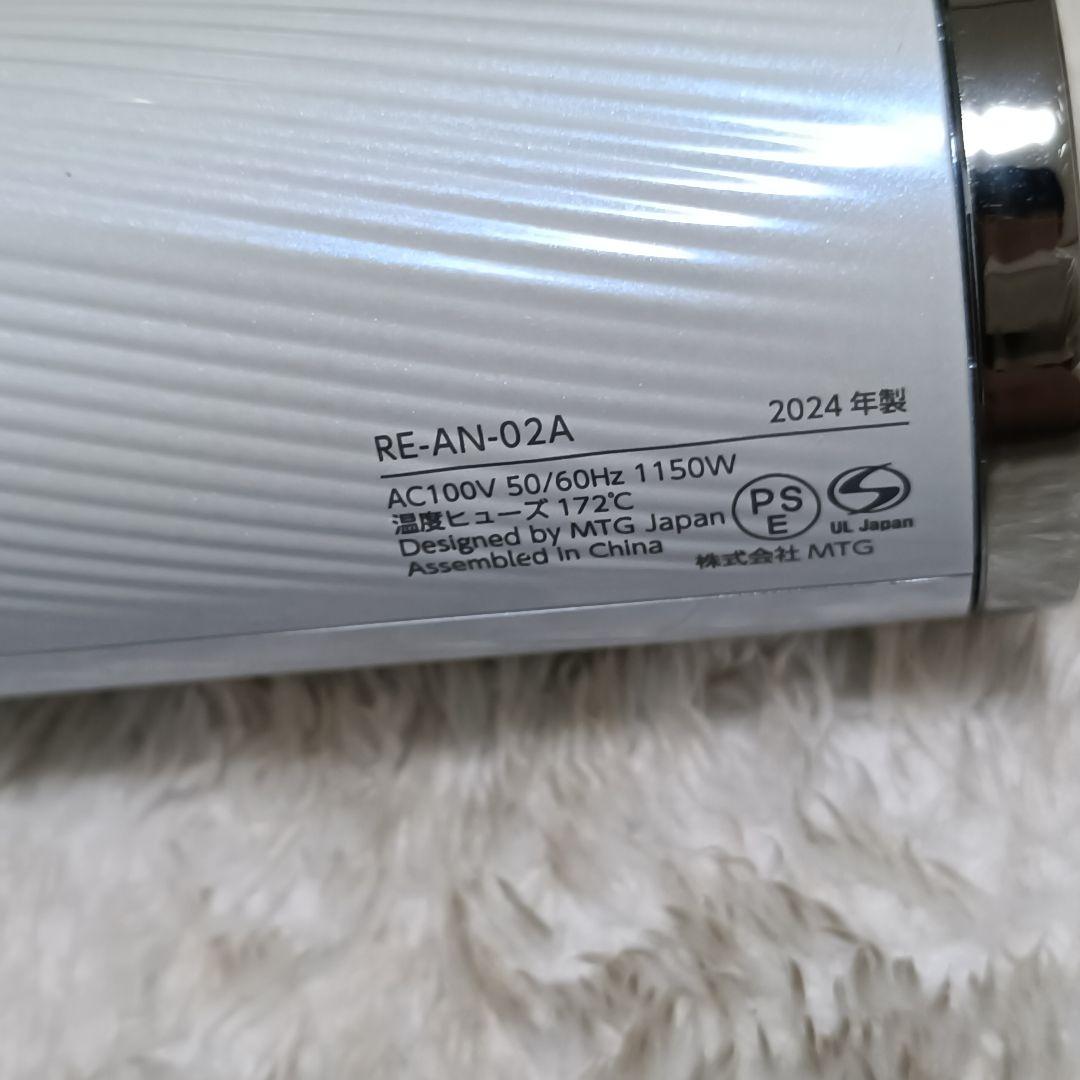 RE-AN-02A
2024 年製
AC100V 50/60Hz 1150W
温度ヒューズ 172℃
Designed by MTG Japan
Assembled in China
PS
E
UL Japan
株式会社 MTG